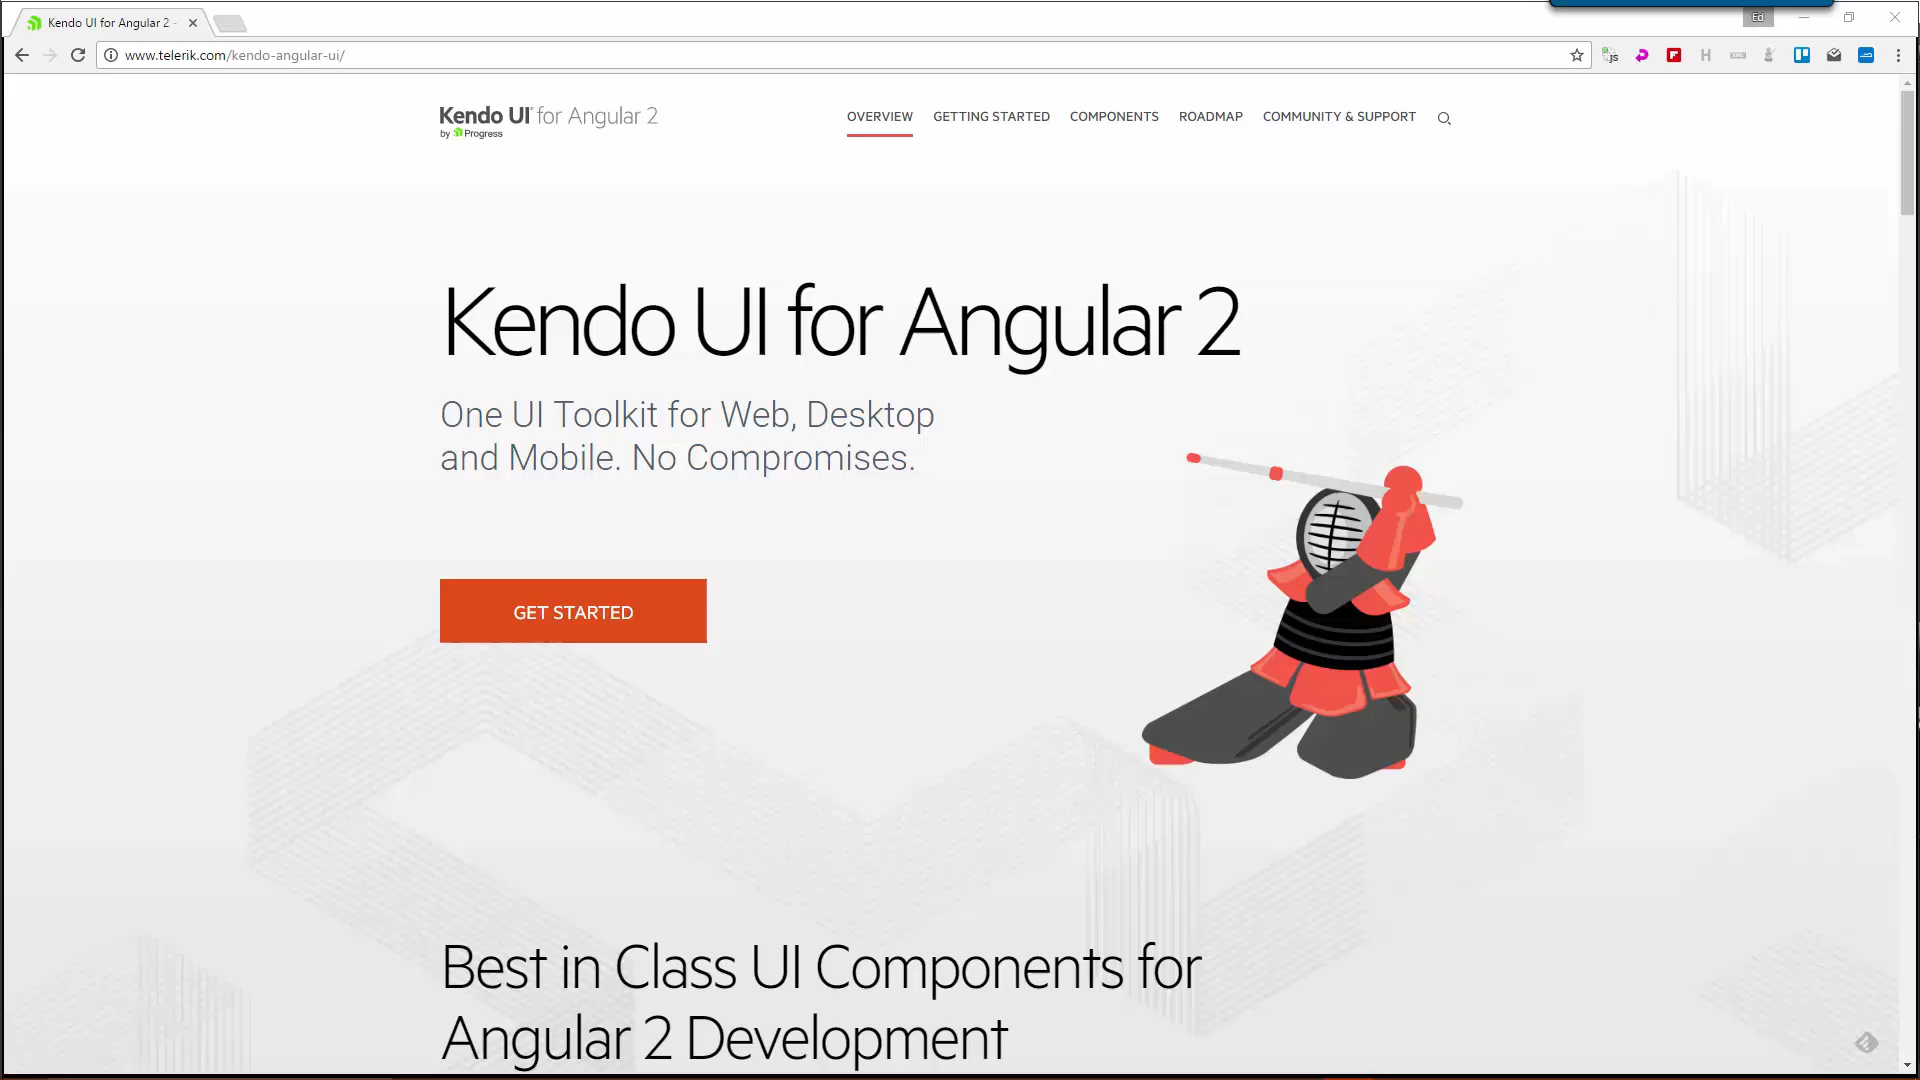 Kendo UI for Angular 2 -
Ed
www.telerik.com/kendo-angular-ui/
js
H
Kendo UI for Angular 2
by Progress
OVERVIEW
GETTING STARTED
COMPONENTS
ROADMAP
COMMUNITY & SUPPORT
Kendo UI for Angular 2
One UI Toolkit for Web, Desktop
and Mobile. No Compromises.
GET STARTED
Best in Class UI Components for
Angular 2 Development